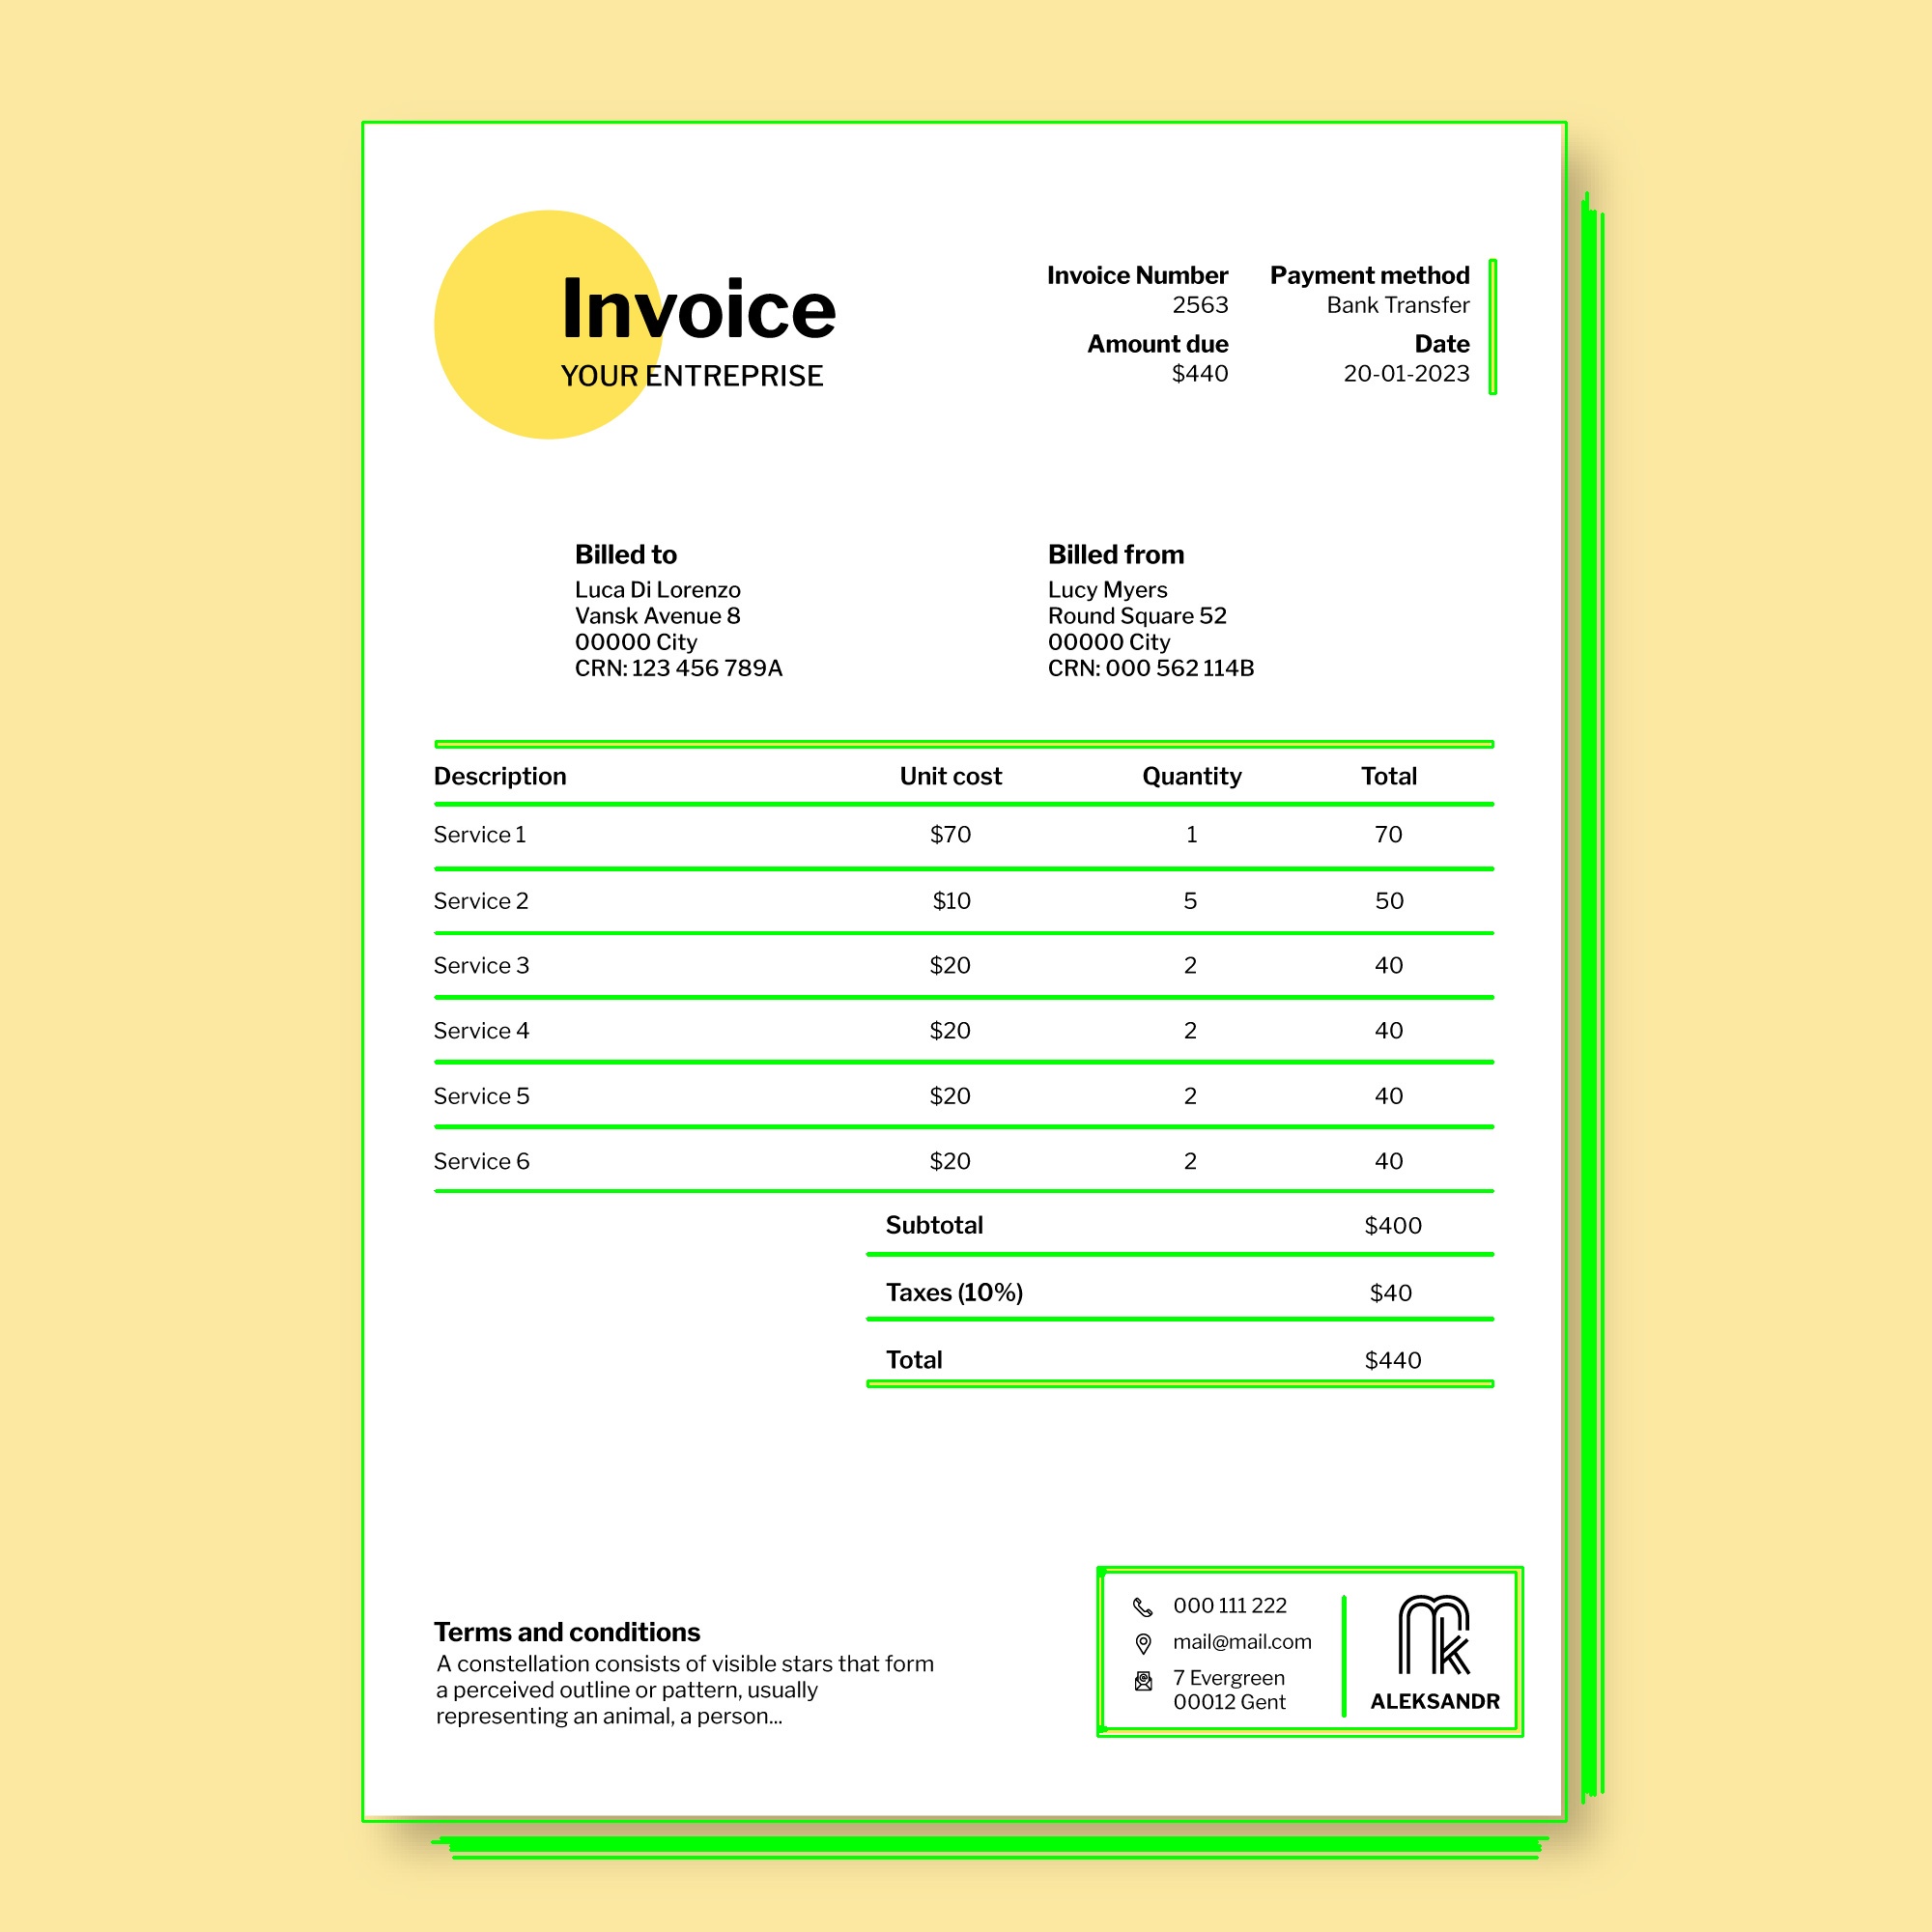 Invoice
YOUR ENTREPRISE
Invoice Number
2563
Amount due
$440
Payment method
Bank Transfer
Date
20-01-2023
Billed to
Luca Di Lorenzo
Vansk Avenue 8
00000 City
CRN: 123 456 789A
Billed from
Lucy Myers
Round Square 52
00000 City
CRN: 000 562 114B
Description Unit cost Quantity Total
Service 1 $70 1 70
Service 2 $10 5 50
Service 3 $20 2 40
Service 4 $20 2 40
Service 5 $20 2 40
Service 6 $20 2 40
Subtotal $400
Taxes (10%) $40
Total $440
Terms and conditions
A constellation consists of visible stars that form
a perceived outline or pattern, usually
representing an animal, a person...
000 111 222
mail@mail.com
7 Evergreen
00012 Gent
mk
ALEKSANDR